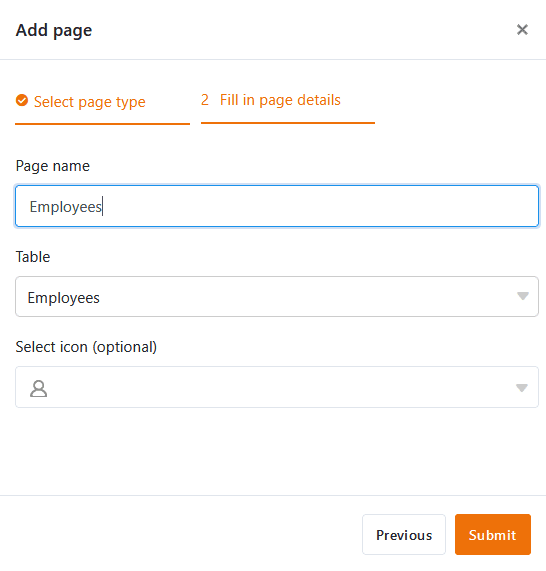 Add page
Select page type
2 Fill in page details
Page name
Employees
Table
Employees
Select icon (optional)
Previous Submit